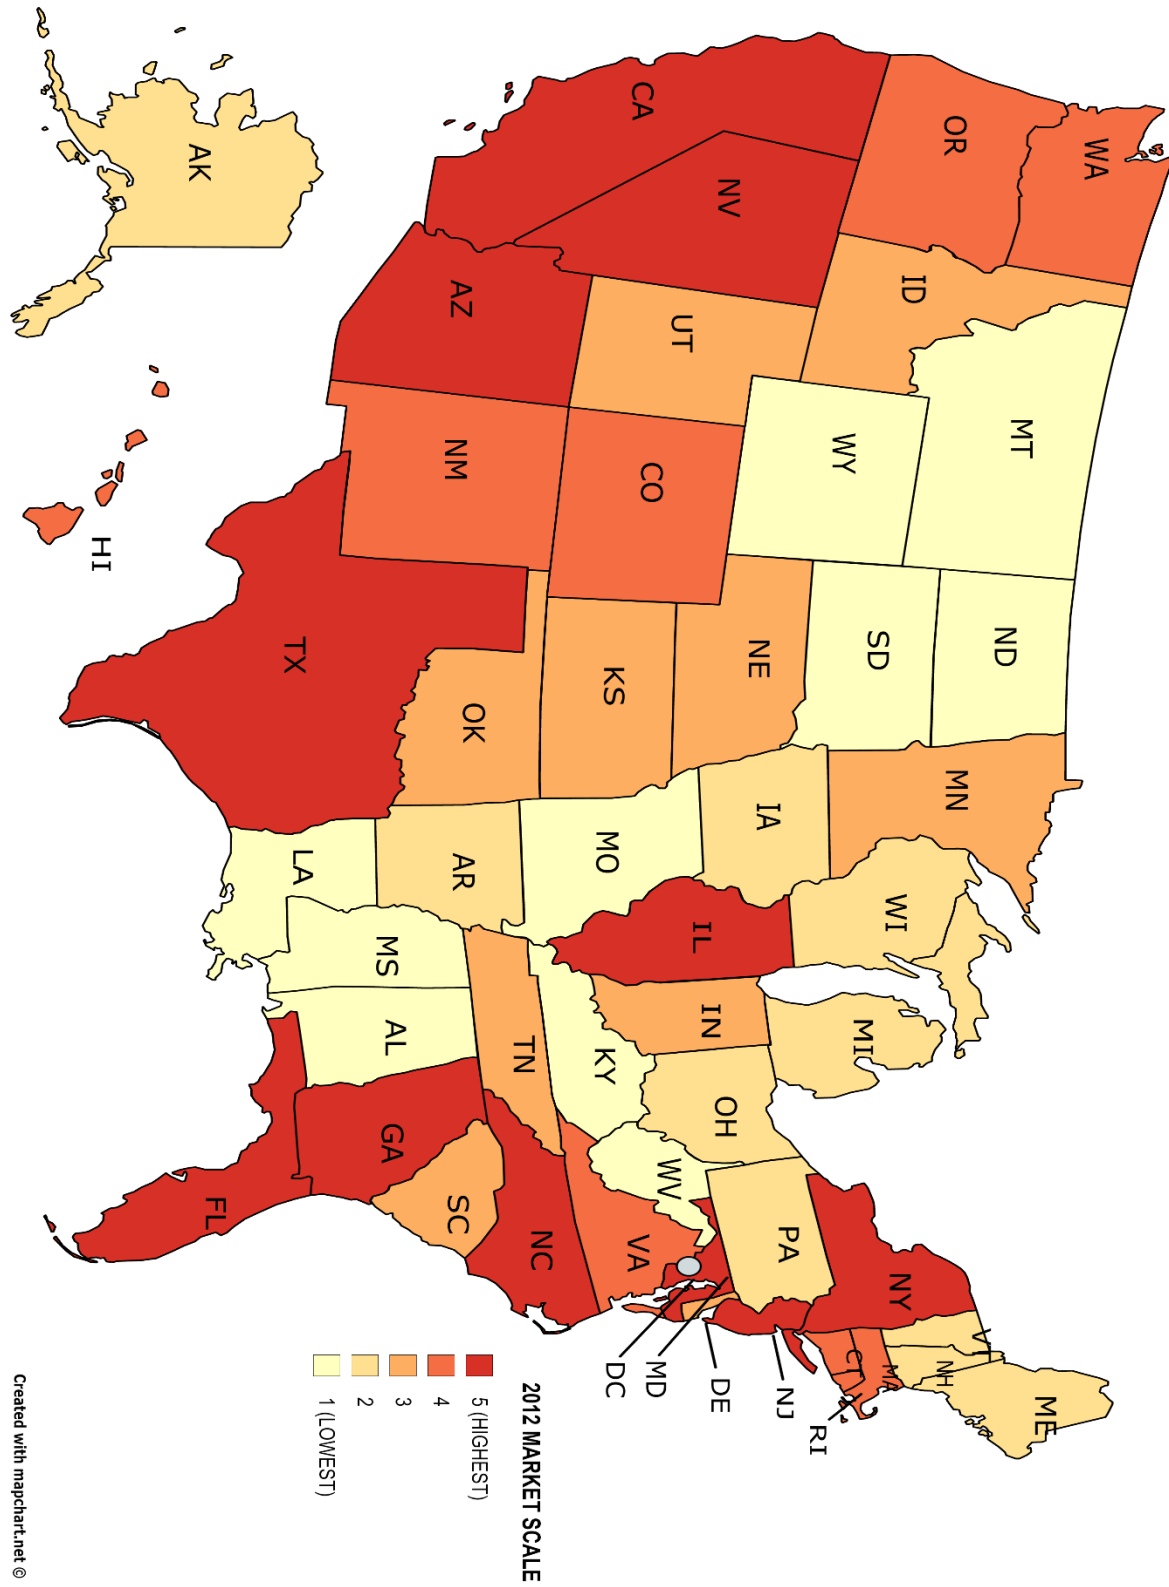 WA
OR
CA
NV
ID
MT
WY
UT
AZ
CO
NM
ND
SD
NE
KS
OK
TX
MN
IA
MO
AR
LA
WI
IL
MS
MI
IN
KY
TN
AL
OH
WV
GA
FL
SC
NC
VA
PA
NY
VT
NH
ME
MA
CT
RI
NJ
DE
MD
DC
AK
HI
2012 MARKET SCALE
5 (HIGHEST)
4
3
2
1 (LOWEST)
Created with mapchart.net ©